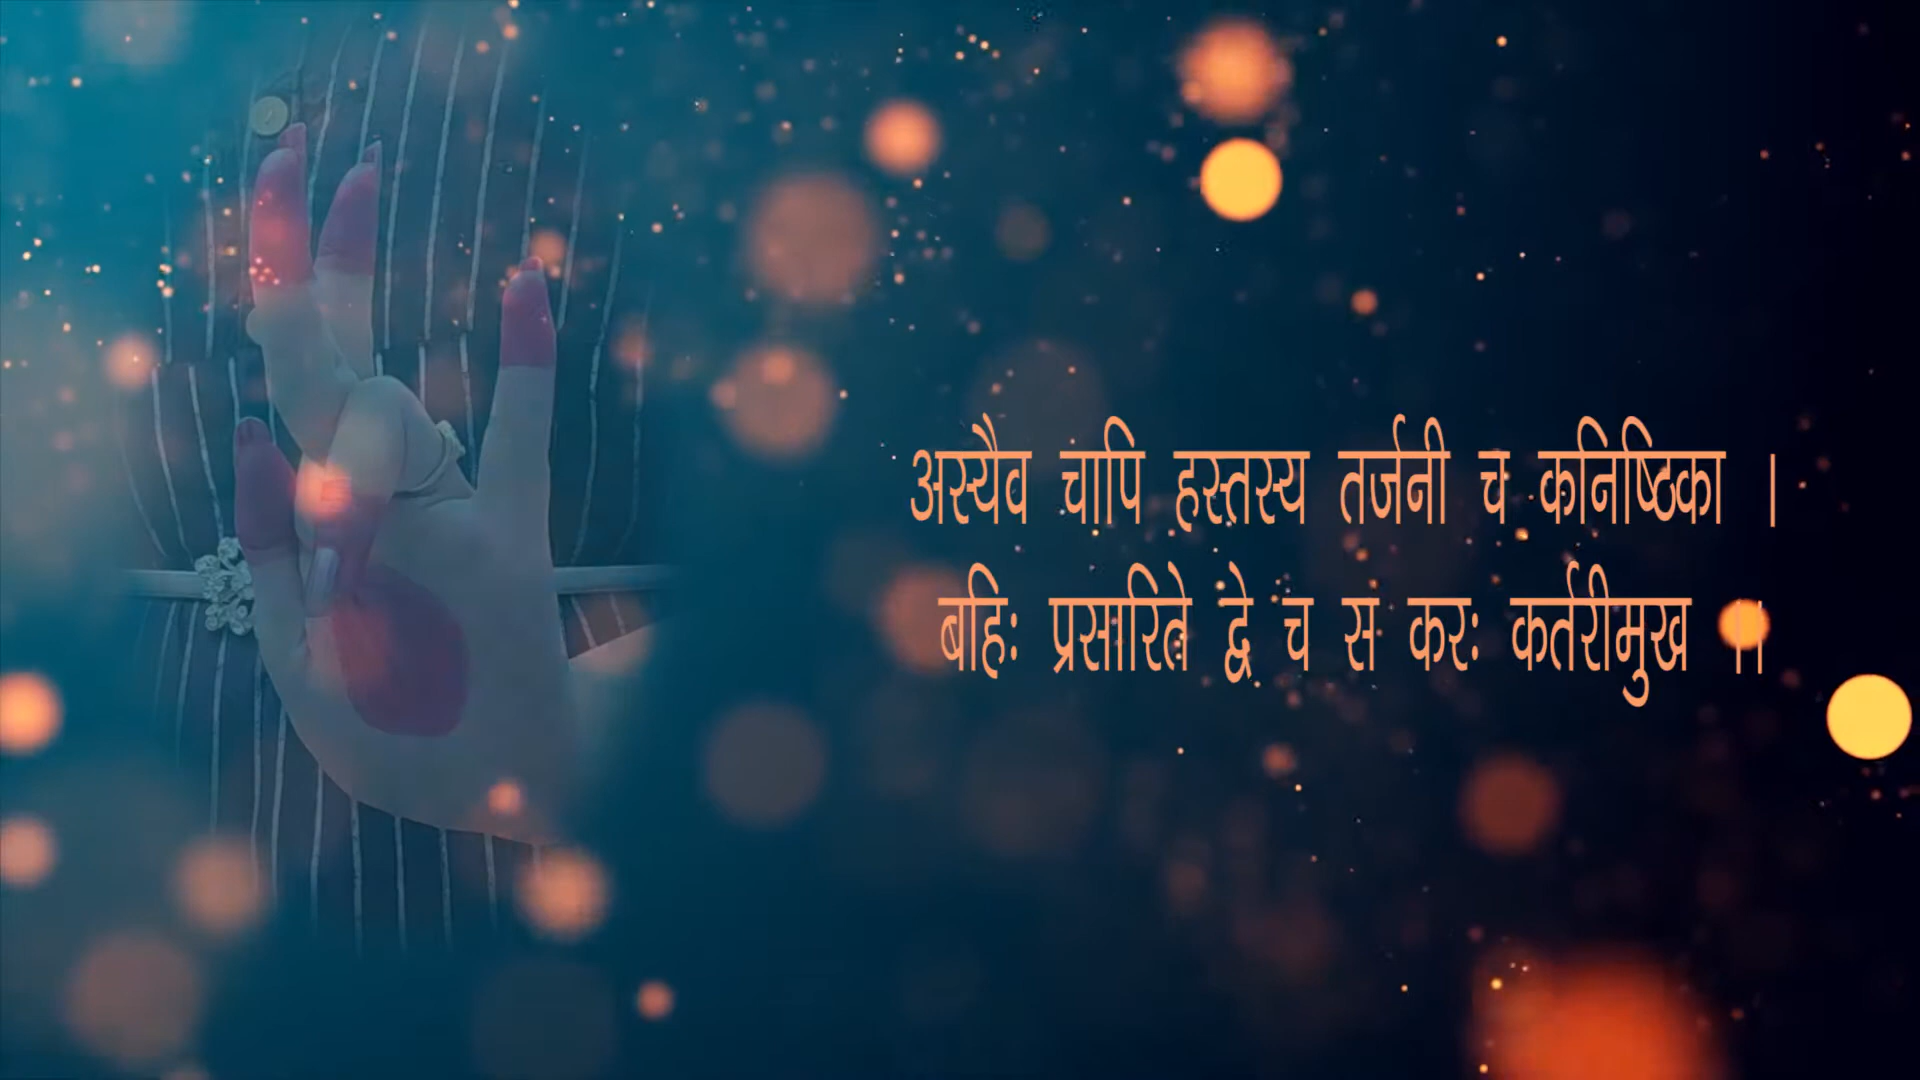 अस्यैव चापि हस्तस्य तर्जनी च कनिष्ठिका ।
बहिः प्रसारिते द्वे च स करः कर्तरीमुख ।।